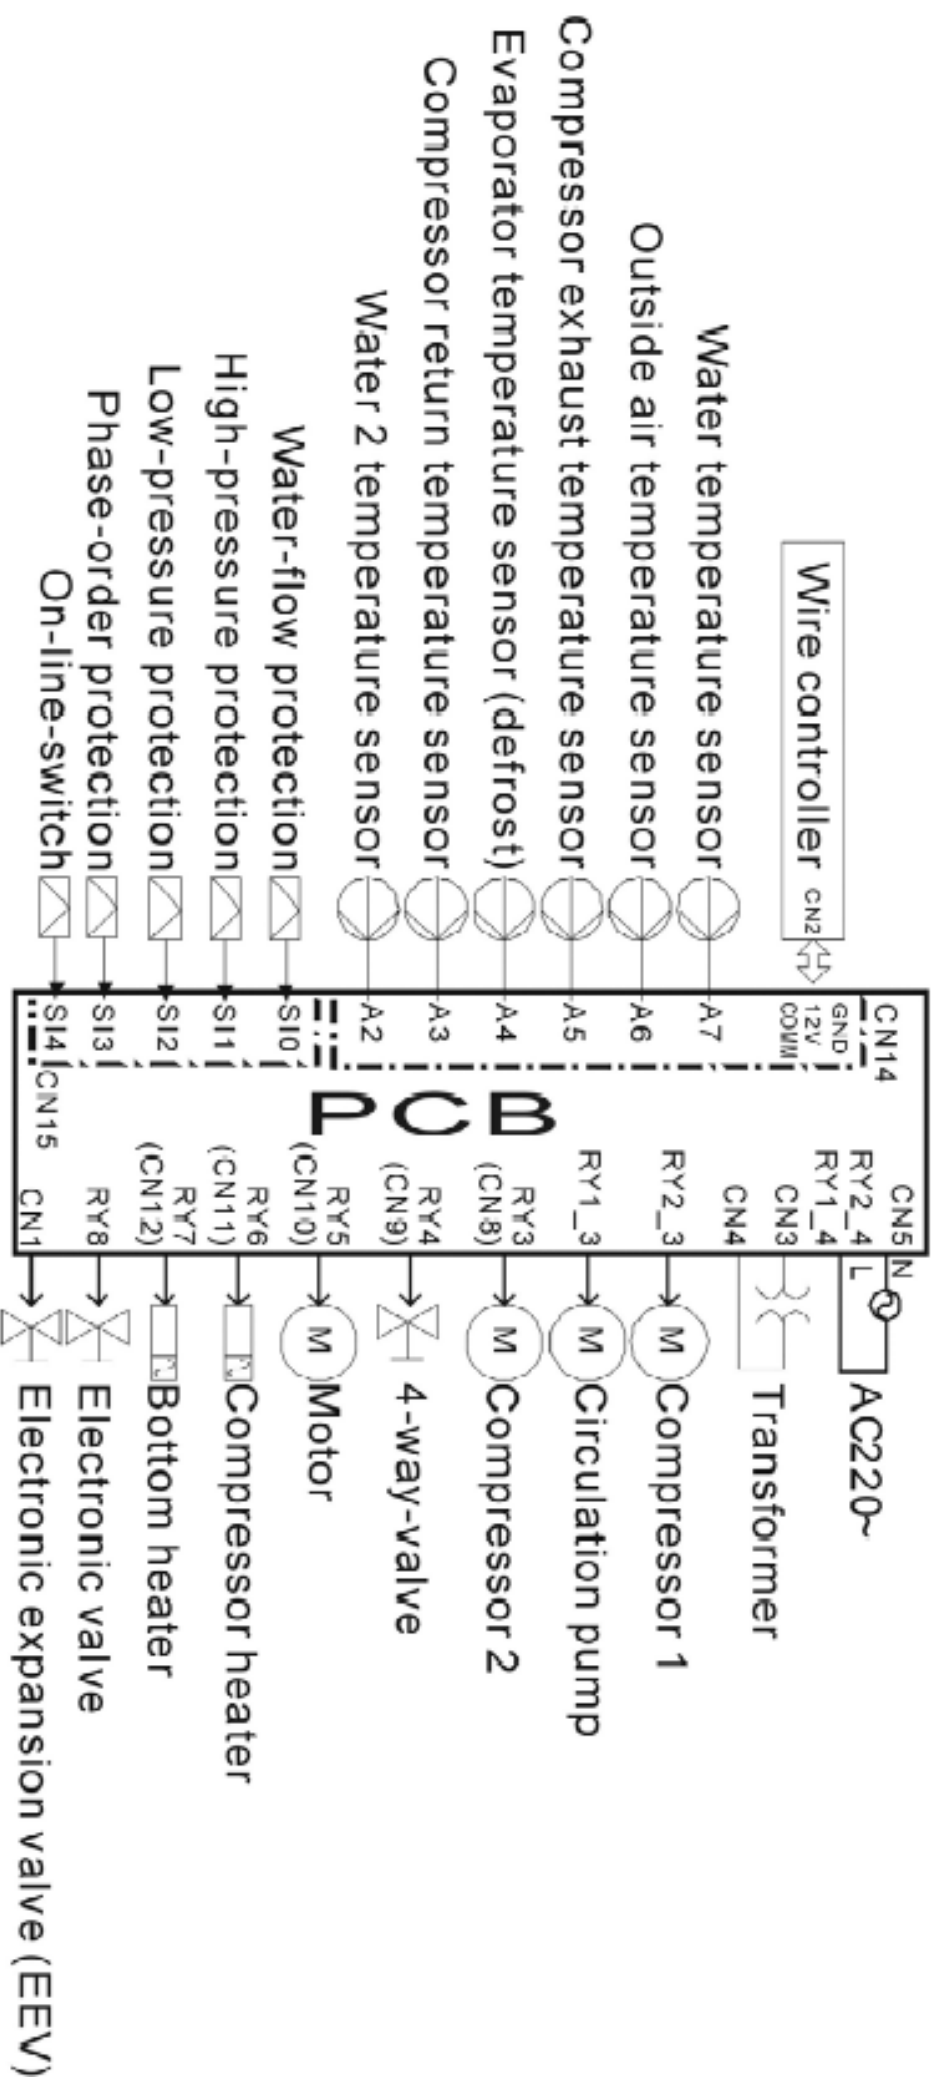 Wire controller CN2
Water temperature sensor
Outside air temperature sensor
Compressor exhaust temperature sensor
Evaporator temperature sensor (defrost)
Compressor return temperature sensor
Water 2 temperature sensor
Water-flow protection
High-pressure protection
Low-pressure protection
Phase-order protection
On-line-switch
CN14
GND
12V
COMM
A7
A6
A5
A4
A3
A2
SI0
SI1
SI2
SI3
SI4
CN15
PCB
CN5
RY2_4
RY1_4
CN3
CN4
RY2_3
RY1_3
RY3
(CN8)
RY4
(CN9)
RY5
(CN10)
RY6
(CN11)
RY7
(CN12)
RY8
CN1
N
L
AC220~
Transformer
M Compressor 1
M Circulation pump
M Compressor 2
4-way-valve
M Motor
Compressor heater
Bottom heater
Electronic valve
Electronic expansion valve (EEV)